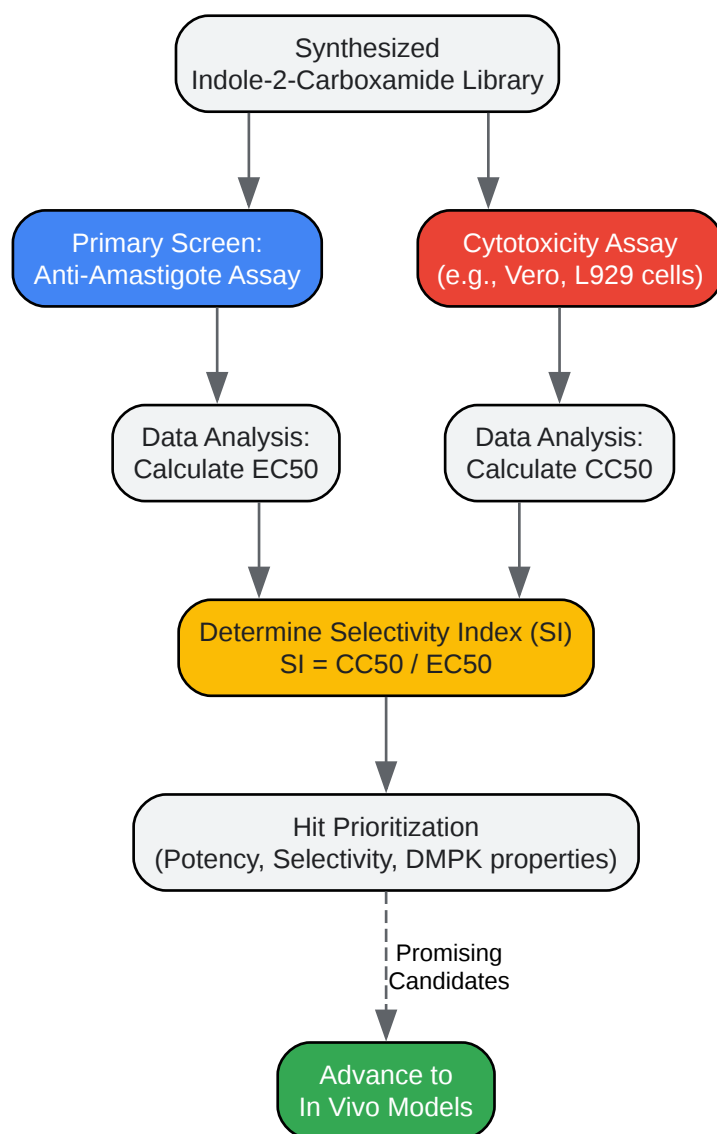 Synthesized
Indole-2-Carboxamide Library
Primary Screen:
Anti-Amastigote Assay
Cytotoxicity Assay
(e.g., Vero, L929 cells)
Data Analysis:
Calculate EC50
Data Analysis:
Calculate CC50
Determine Selectivity Index (SI)
SI = CC50 / EC50
Hit Prioritization
(Potency, Selectivity, DMPK properties)
Promising
Candidates
Advance to
In Vivo Models